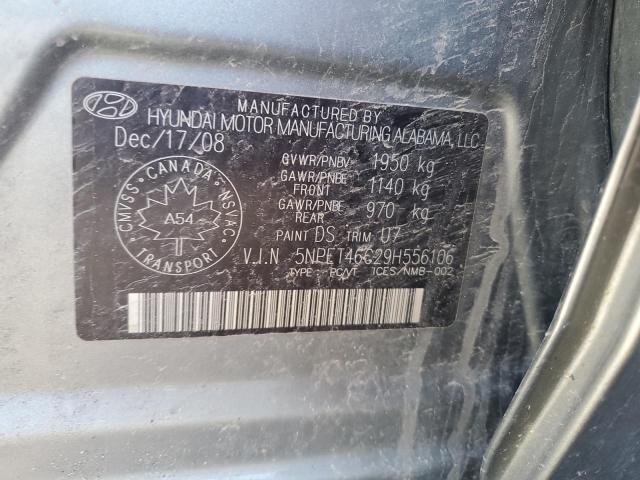 MANUFACTURED BY
HYUNDAI MOTOR MANUFACTURING ALABAMA, LLC
Dec/17/08
GVWR/PNBV 1950 kg
GAWR/PNBE FRONT 1140 kg
GAWR/PNBE REAR 970 kg
CANADA
CMVSS NSVAC
A54
TRANSPORT
PAINT DS TRIM U7
V.I.N 5NPET46C29H556106
TYPE : PC/VT ICES/NMB-002